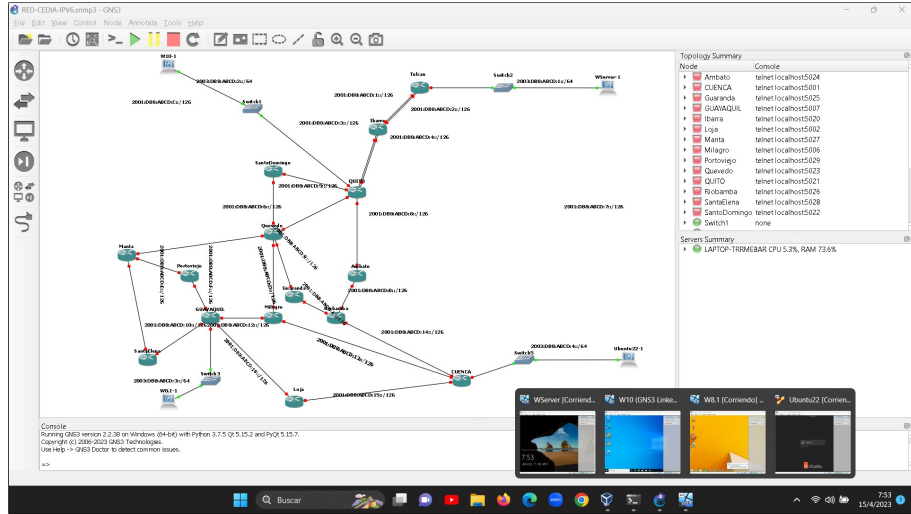 RED-CEDIA-IPV6.snmp3 - GNS3
File Edit View Control Node Annotate Tools Help
W10-1
2003:DB8:ABCD:2::/64
Switch1
2001:DB8:ABCD:C::/126
Tulcan
Switch2
2003:DB8:ABCD:1::/64
WServer-1
2001:DB8:ABCD:1::/126
2001:DB8:ABCD:2::/126
2001:DB8:ABCD:3::/126
Ibarra
2001:DB8:ABCD:4::/126
SantoDomingo
2001:DB8:ABCD:5::/126
QUITO
2001:DB8:ABCD:6::/126
2001:DB8:ABCD:8::/126
2001:DB8:ABCD:7::/126
Quevedo
Manta
Portoviejo
Ambato
Guaranda
Riobamba
GUAYAQUIL
Milagro
2001:DB8:ABCD:10::/126
2001:DB8:ABCD:12::/126
2001:DB8:ABCD:14::/126
2001:DB8:ABCD:13::/126
SantaElena
2003:DB8:ABCD:3::/64
Switch3
W8.1-1
Loja
2001:DB8:ABCD:15::/126
CUENCA
Switch5
2003:DB8:ABCD:4::/64
Ubuntu22-1
Topology Summary
Node Console
Ambato telnet localhost:5024
CUENCA telnet localhost:5001
Guaranda telnet localhost:5025
GUAYAQUIL telnet localhost:5007
Ibarra telnet localhost:5020
Loja telnet localhost:5002
Manta telnet localhost:5027
Milagro telnet localhost:5006
Portoviejo telnet localhost:5029
Quevedo telnet localhost:5023
QUITO telnet localhost:5021
Riobamba telnet localhost:5026
SantaElena telnet localhost:5028
SantoDomingo telnet localhost:5022
Switch1 none
Servers Summary
LAPTOP-TRRMEBAR CPU 5.3%, RAM 73.6%
Console
Running GNS3 version 2.2.38 on Windows (64-bit) with Python 3.7.5 Qt 5.15.2 and PyQt 5.15.7.
Copyright (c) 2006-2023 GNS3 Technologies.
Use Help -> GNS3 Doctor to detect common issues.
=>
WServer [Corriend...
W10 (GNS3 Linke...
W8.1 [Corriendo] ...
Ubuntu22 [Corrien...
7:53
Ubuntu
Buscar
7:53
15/4/2023